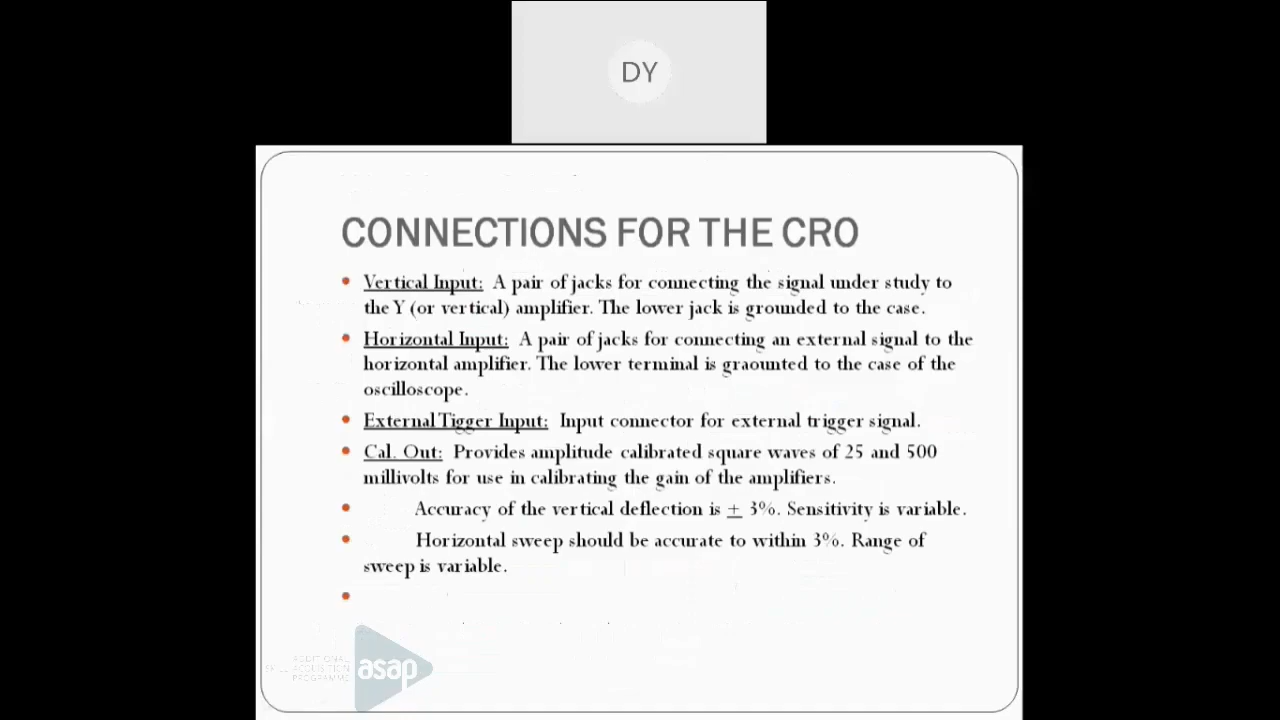 DY
CONNECTIONS FOR THE CRO
• Vertical Input: A pair of jacks for connecting the signal under study to
the Y (or vertical) amplifier. The lower jack is grounded to the case.
• Horizontal Input: A pair of jacks for connecting an external signal to the
horizontal amplifier. The lower terminal is graounted to the case of the
oscilloscope.
• External Tigger Input: Input connector for external trigger signal.
• Cal. Out: Provides amplitude calibrated square waves of 25 and 500
millivolts for use in calibrating the gain of the amplifiers.
• Accuracy of the vertical deflection is + 3%. Sensitivity is variable.
• Horizontal sweep should be accurate to within 3%. Range of
sweep is variable.
•
ADDITIONAL
SKILL ACQUISITION
PROGRAMME
asap